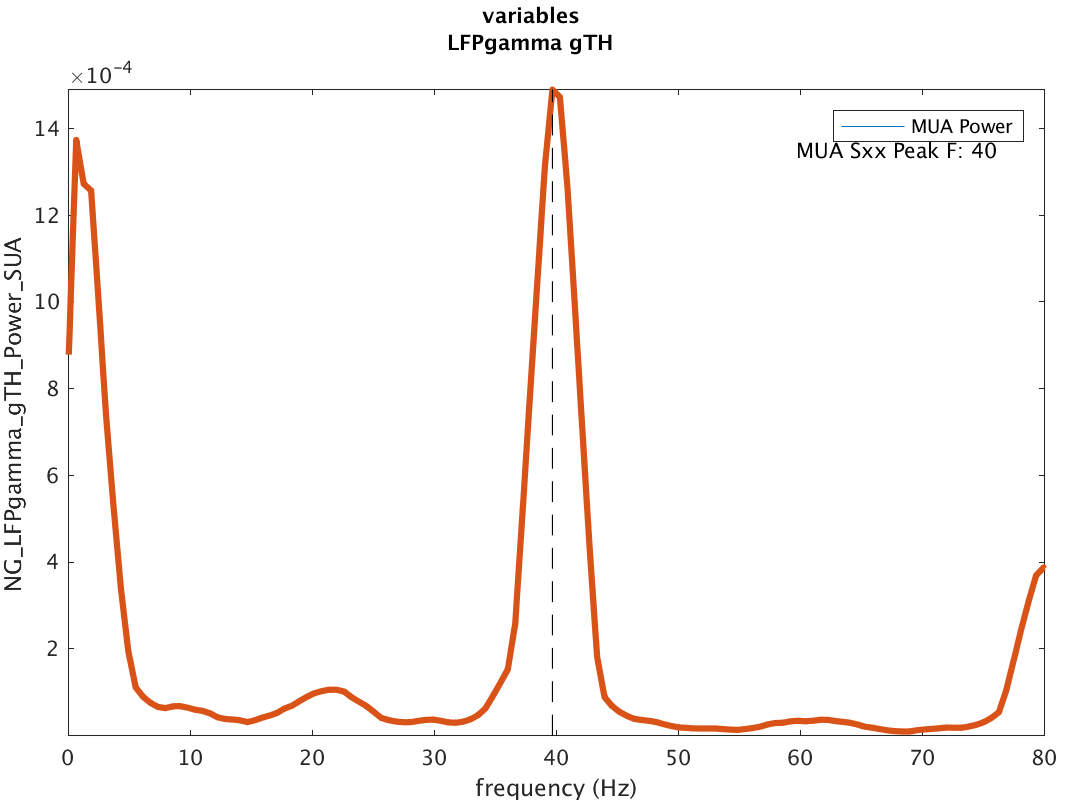 variables
LFPgamma gTH
×10⁻⁴
14
12
10
8
6
4
2
NG_LFPgamma_gTH_Power_SUA
MUA Power
MUA Sxx Peak F: 40
0 10 20 30 40 50 60 70 80
frequency (Hz)